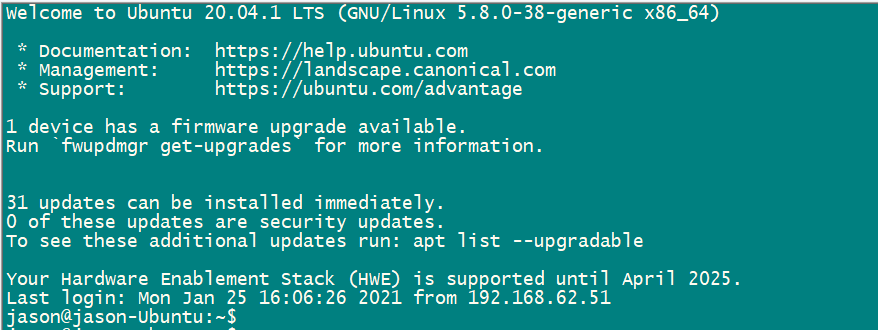 Welcome to Ubuntu 20.04.1 LTS (GNU/Linux 5.8.0-38-generic x86_64)
* Documentation:  https://help.ubuntu.com
* Management:     https://landscape.canonical.com
* Support:        https://ubuntu.com/advantage
1 device has a firmware upgrade available.
Run `fwupdmgr get-upgrades` for more information.
31 updates can be installed immediately.
0 of these updates are security updates.
To see these additional updates run: apt list --upgradable
Your Hardware Enablement Stack (HWE) is supported until April 2025.
Last login: Mon Jan 25 16:06:26 2021 from 192.168.62.51
jason@jason-Ubuntu:~$